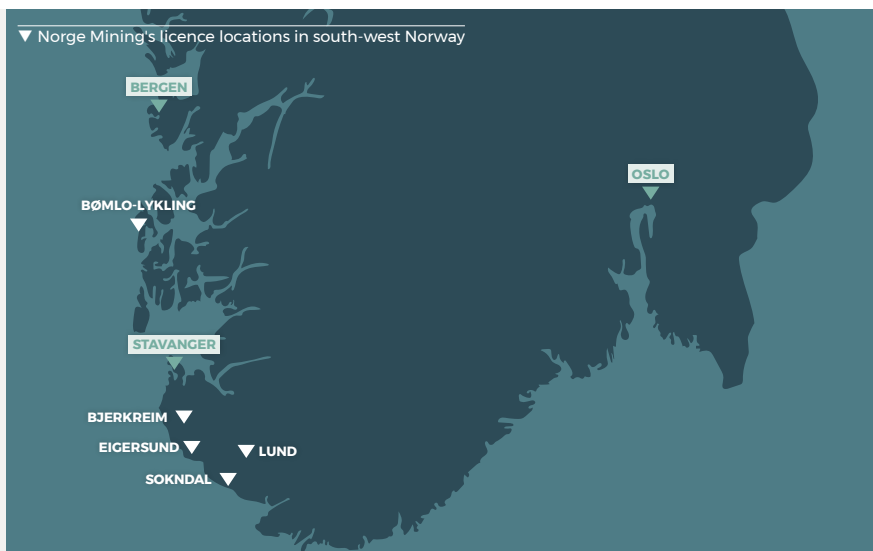 Norge Mining's licence locations in south-west Norway
BERGEN
OSLO
BØMLO-LYKLING
STAVANGER
BJERKREIM
EIGERSUND
LUND
SOKNDAL